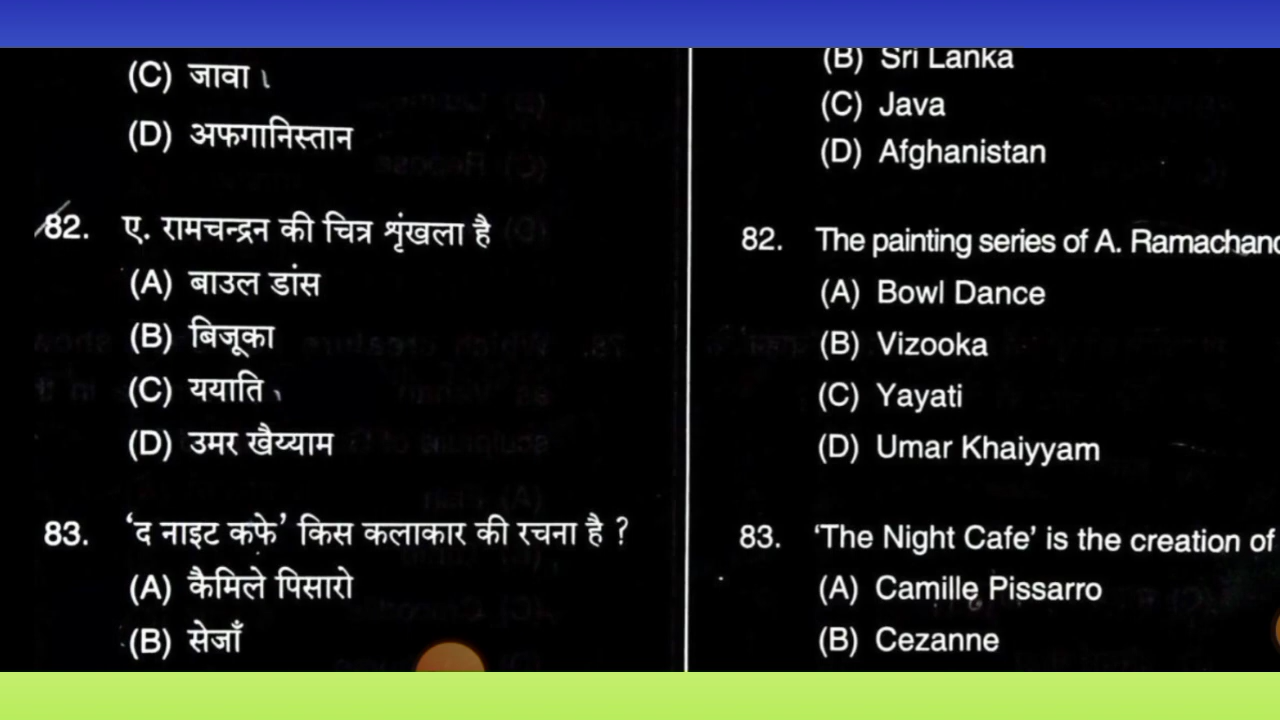 (C) जावा
(D) अफगानिस्तान
82. ए. रामचन्द्रन की चित्र शृंखला है
(A) बाउल डांस
(B) बिजूका
(C) ययाति
(D) उमर खैय्याम
83. ‘द नाइट कफे’ किस कलाकार की रचना है ?
(A) कैमिले पिसारो
(B) सेजाँ
(B) Sri Lanka
(C) Java
(D) Afghanistan
82. The painting series of A. Ramachand
(A) Bowl Dance
(B) Vizooka
(C) Yayati
(D) Umar Khaiyyam
83. ‘The Night Cafe’ is the creation of
(A) Camille Pissarro
(B) Cezanne